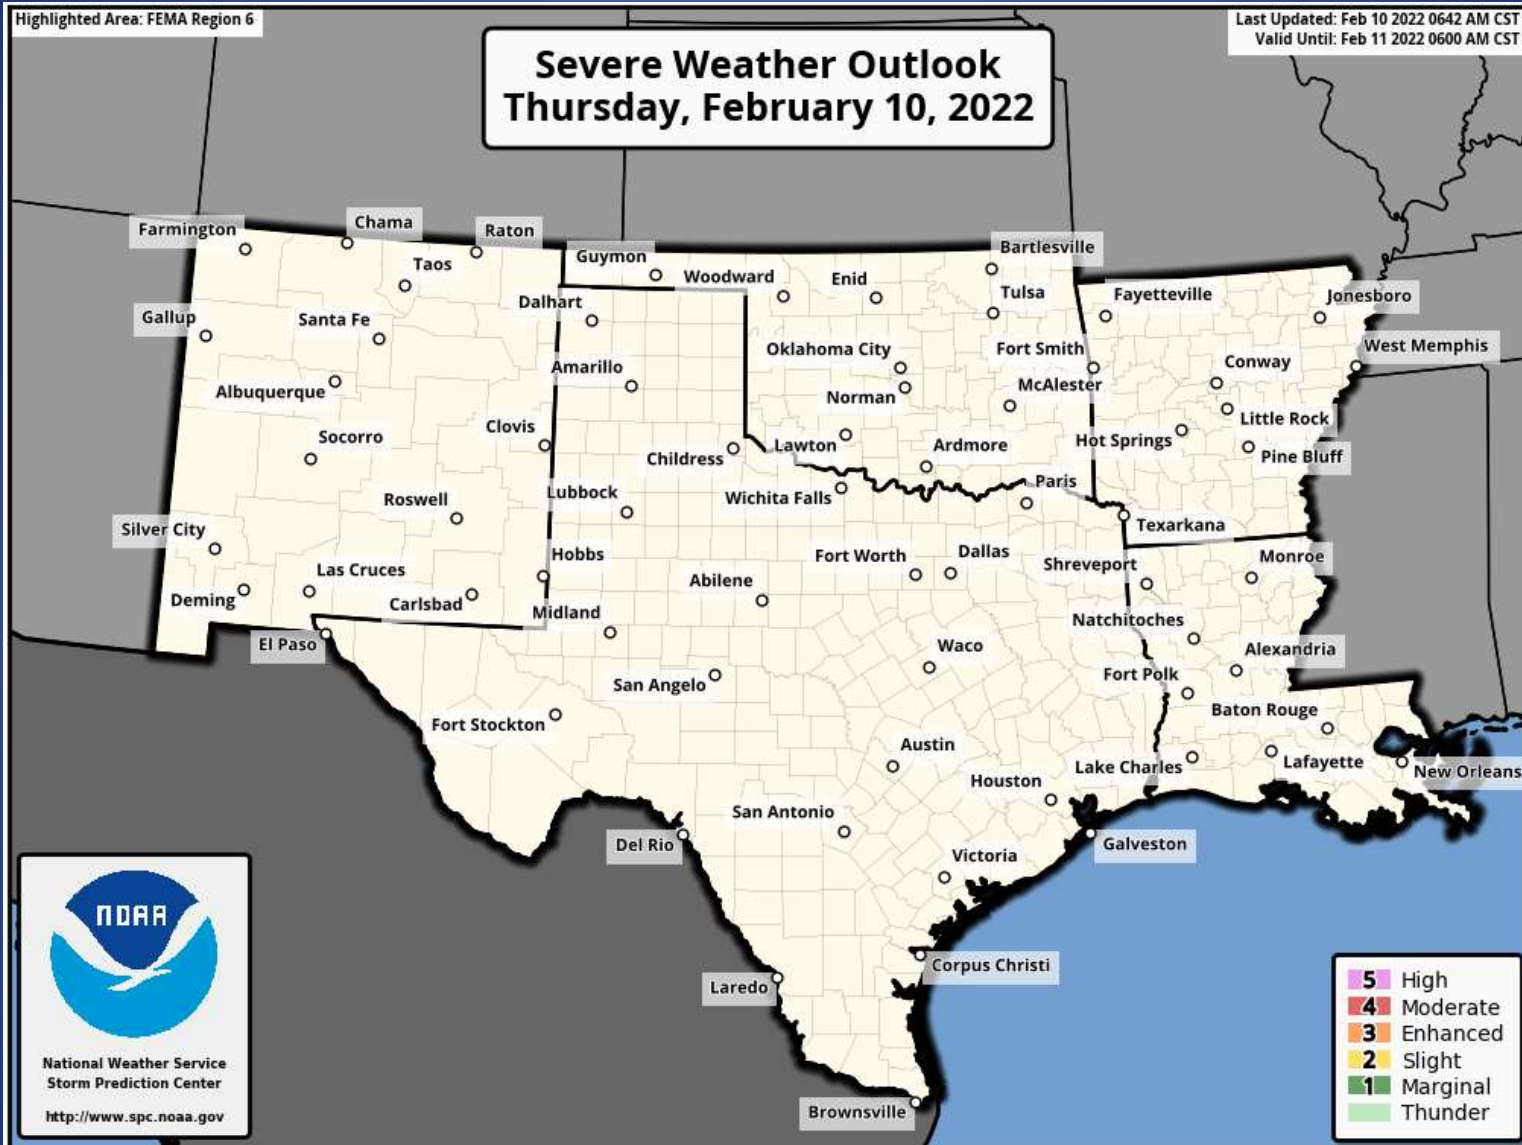 Highlighted Area: FEMA Region 6
Last Updated: Feb 10 2022 0642 AM CST
Valid Until: Feb 11 2022 0600 AM CST
Severe Weather Outlook
Thursday, February 10, 2022
Farmington
Chama
Raton
Taos
Guymon
Woodward
Enid
Bartlesville
Gallup
Santa Fe
Dalhart
Tulsa
Fayetteville
Jonesboro
Albuquerque
Amarillo
Oklahoma City
Fort Smith
West Memphis
Conway
Norman
McAlester
Little Rock
Socorro
Clovis
Childress
Lawton
Ardmore
Hot Springs
Pine Bluff
Roswell
Lubbock
Wichita Falls
Paris
Texarkana
Silver City
Hobbs
Fort Worth
Dallas
Shreveport
Monroe
Las Cruces
Deming
Carlsbad
Midland
Abilene
Natchitoches
El Paso
San Angelo
Waco
Alexandria
Fort Polk
Fort Stockton
Baton Rouge
Austin
Houston
Lake Charles
Lafayette
New Orleans
San Antonio
Del Rio
Galveston
Victoria
Corpus Christi
Laredo
Brownsville
NOAA
National Weather Service
Storm Prediction Center
http://www.spc.noaa.gov
5 High
4 Moderate
3 Enhanced
2 Slight
1 Marginal
Thunder